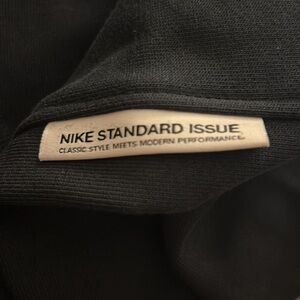 NIKE STANDARD ISSUE
CLASSIC STYLE MEETS MODERN PERFORMANCE.